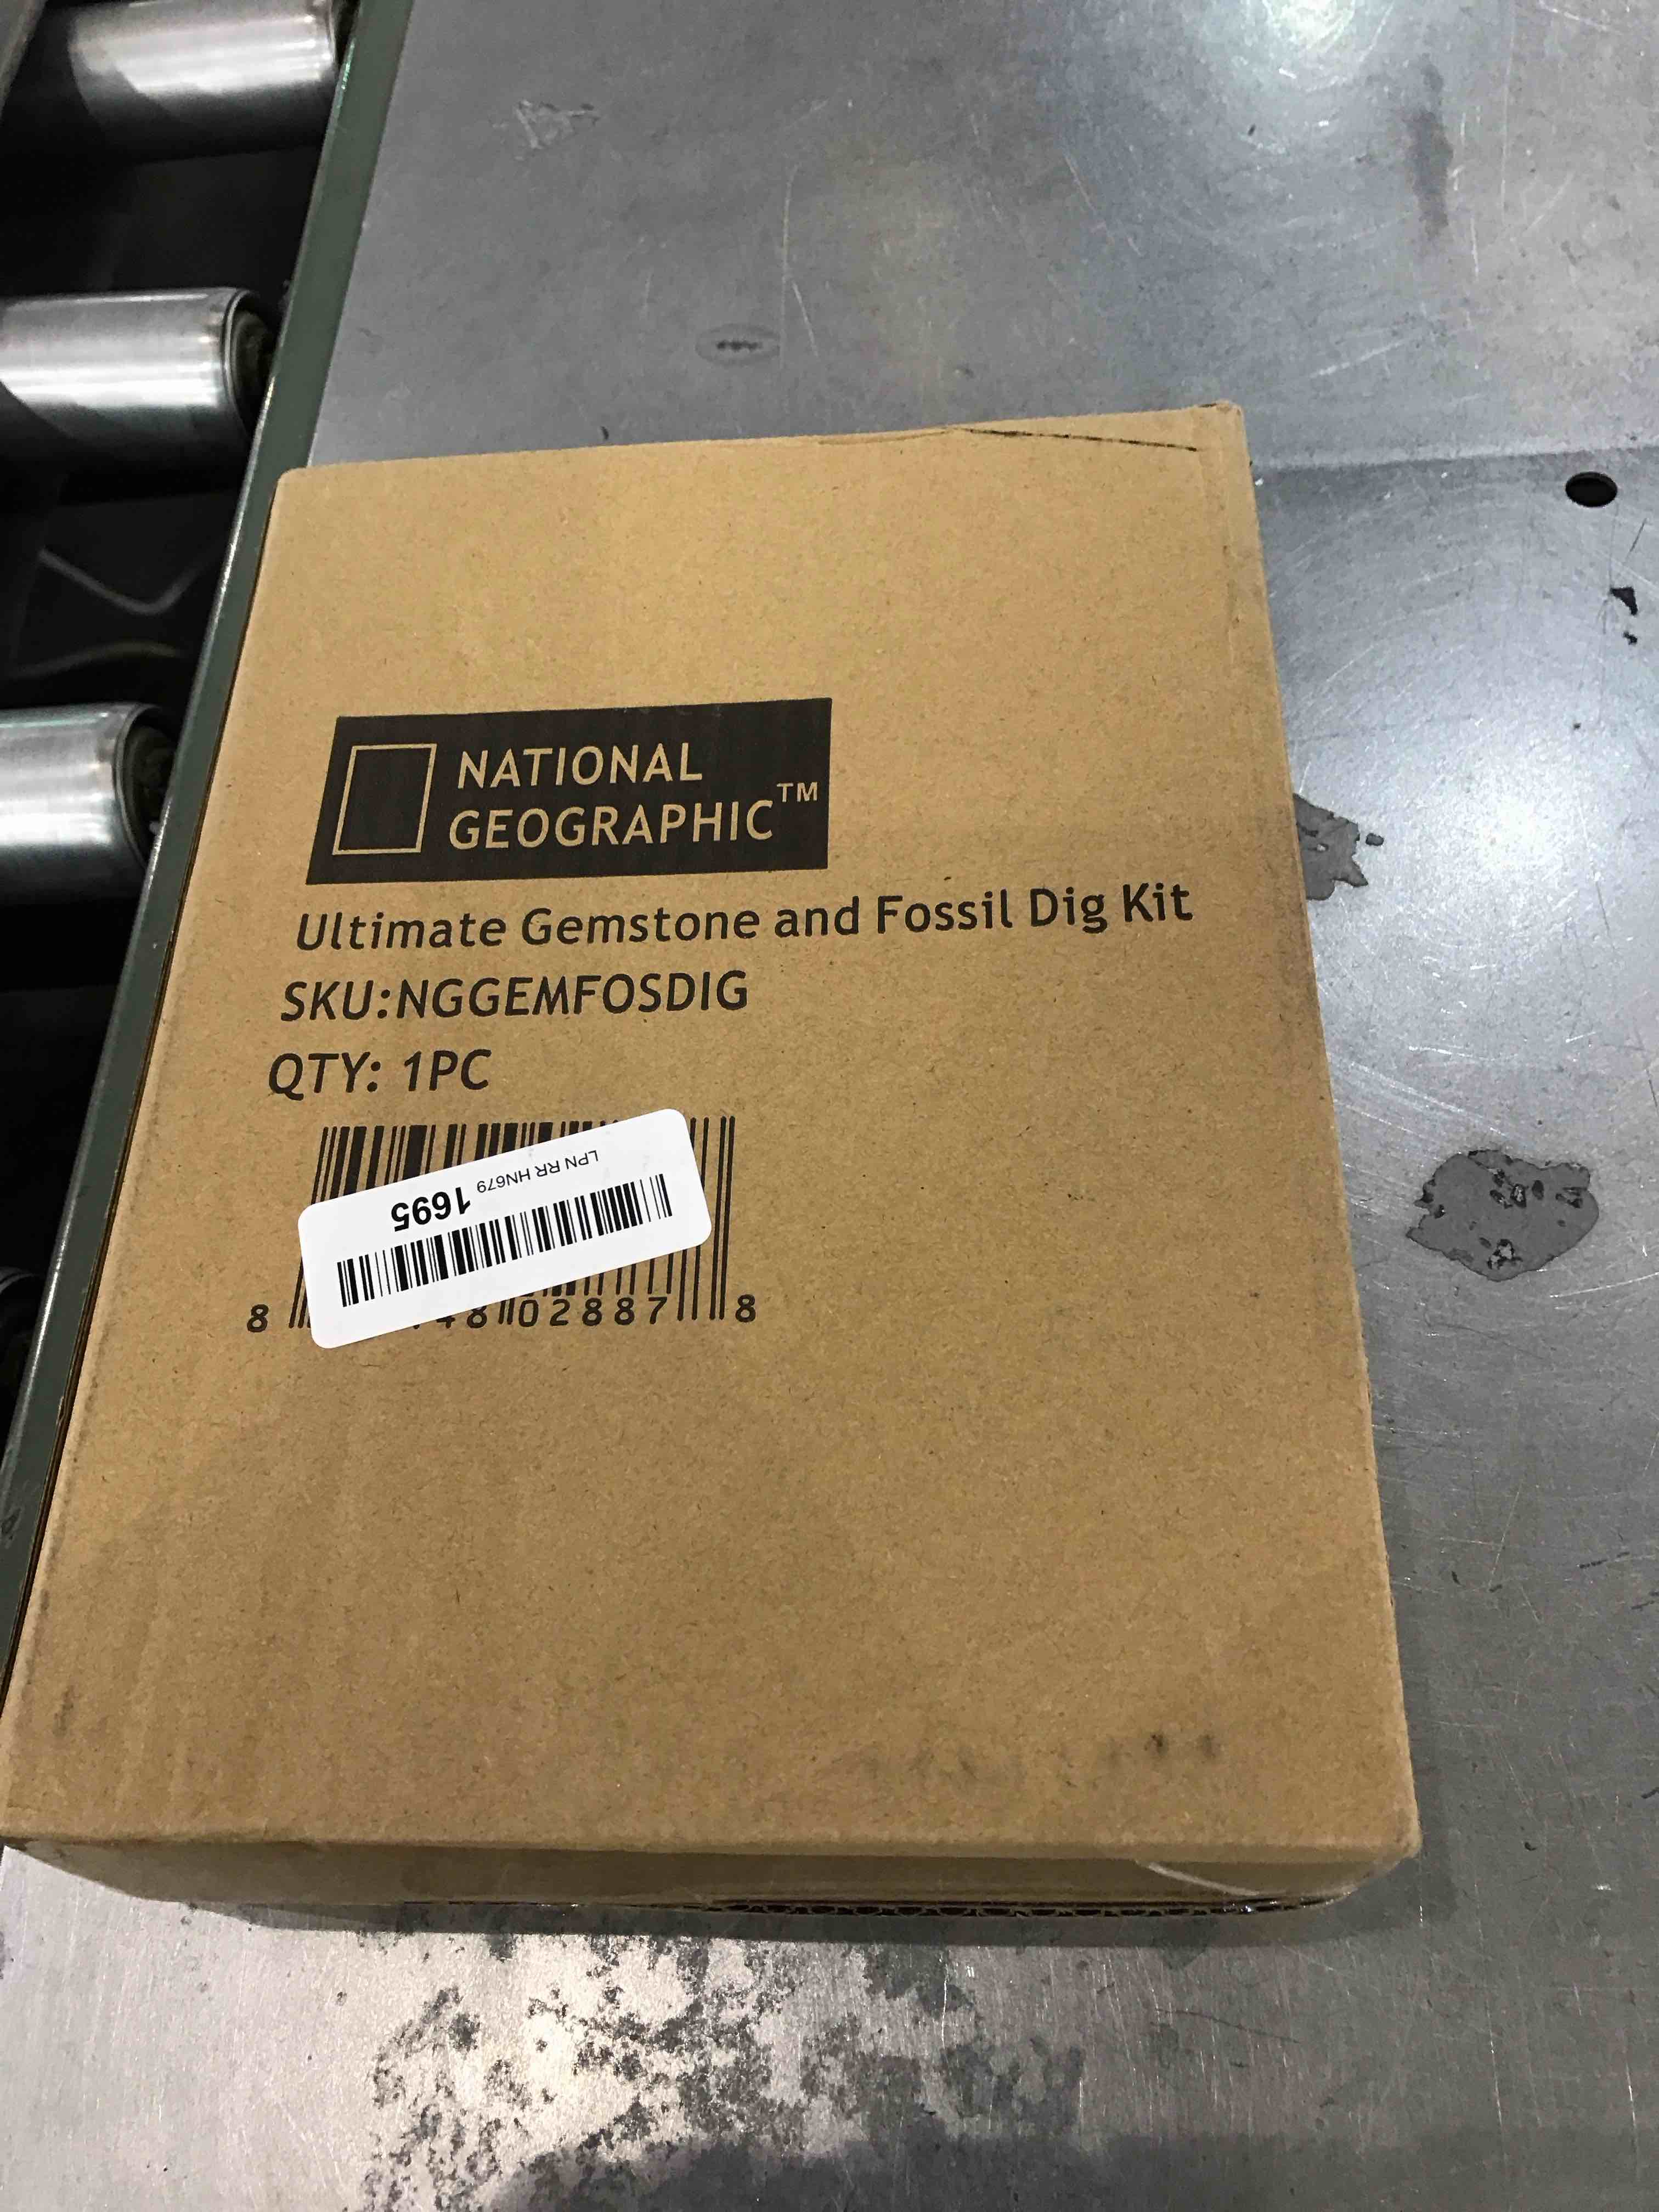 NATIONAL
GEOGRAPHIC™
Ultimate Gemstone and Fossil Dig Kit
SKU:NGGEMFOSDIG
QTY: 1PC
LPN RR HN679
1695
8 48 02887 8